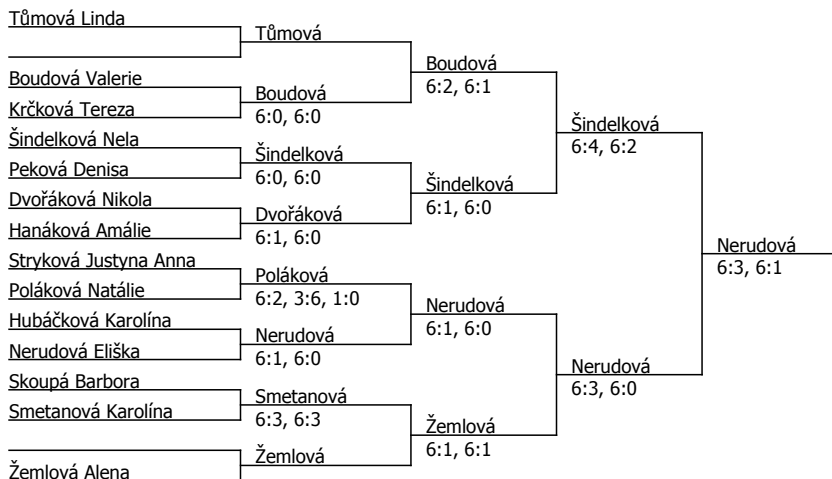 Tůmová Linda
Boudová Valerie
Krčková Tereza
Šindelková Nela
Peková Denisa
Dvořáková Nikola
Hanáková Amálie
Stryková Justyna Anna
Poláková Natálie
Hubáčková Karolína
Nerudová Eliška
Skoupá Barbora
Smetanová Karolína
Žemlová Alena
Tůmová
Boudová
6:0, 6:0
Šindelková
6:0, 6:0
Dvořáková
6:1, 6:0
Poláková
6:2, 3:6, 1:0
Nerudová
6:1, 6:0
Smetanová
6:3, 6:3
Žemlová
Boudová
6:2, 6:1
Šindelková
6:1, 6:0
Nerudová
6:1, 6:0
Žemlová
6:1, 6:1
Šindelková
6:4, 6:2
Nerudová
6:3, 6:0
Nerudová
6:3, 6:1